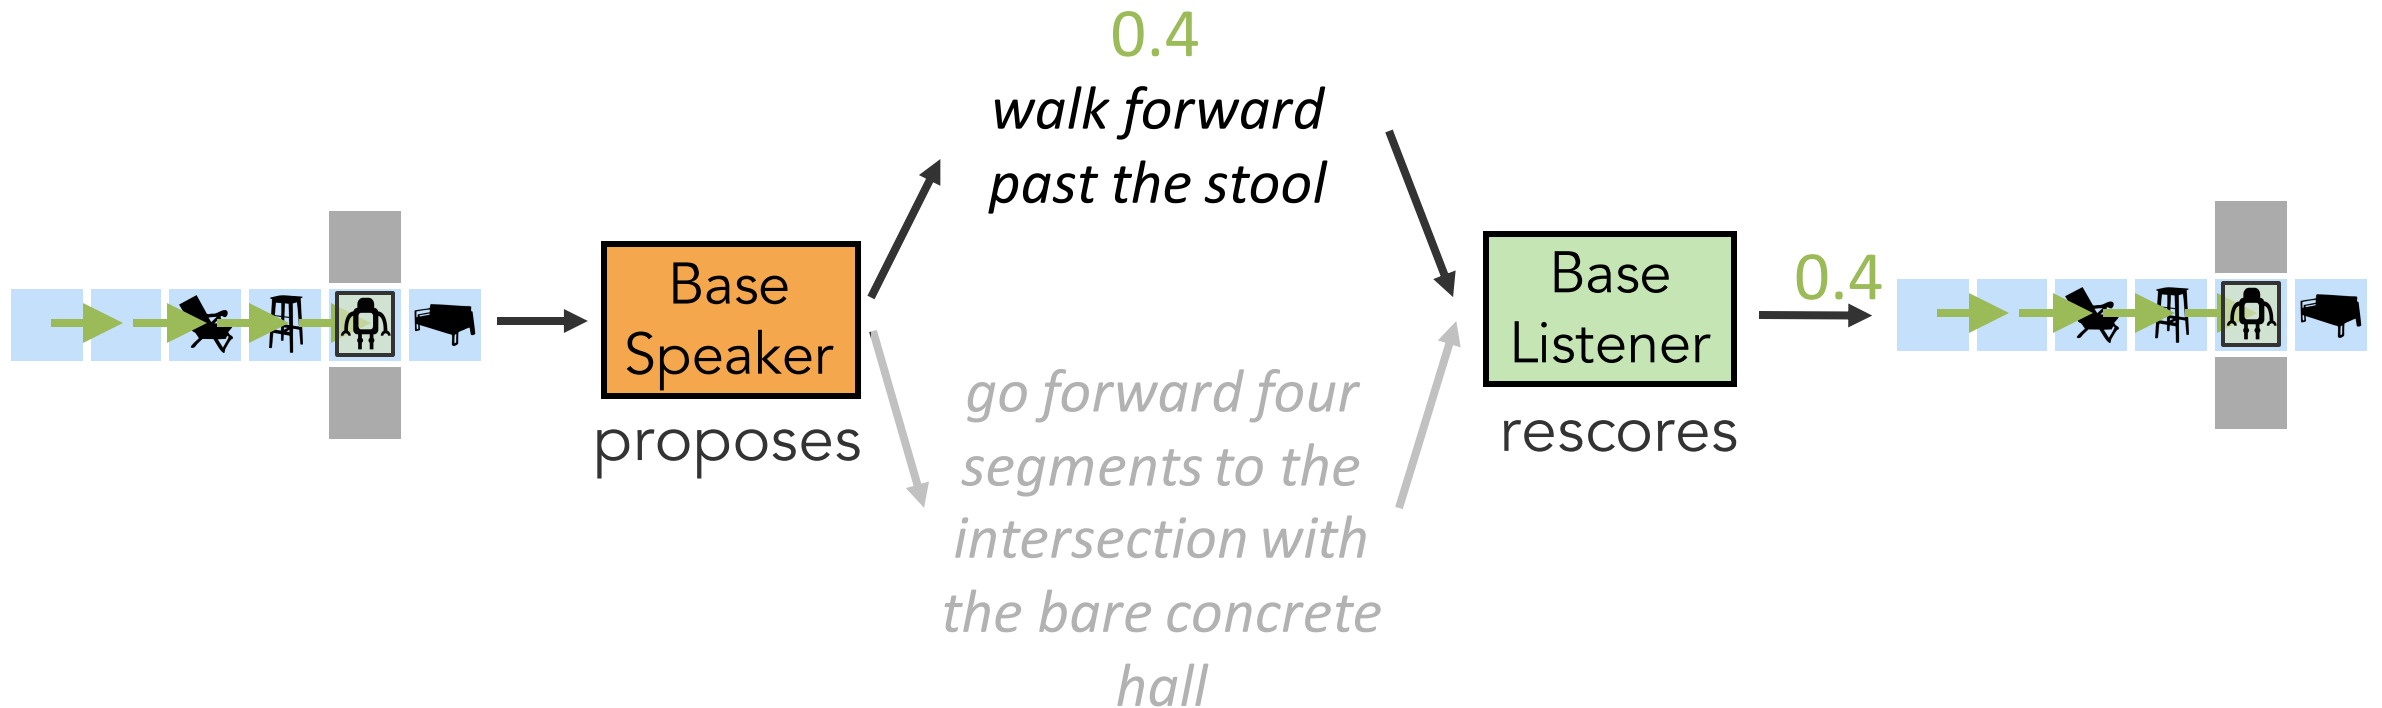 0.4
walk forward
past the stool
Base
Speaker
proposes
go forward four
segments to the
intersection with
the bare concrete
hall
Base
Listener
rescores
0.4